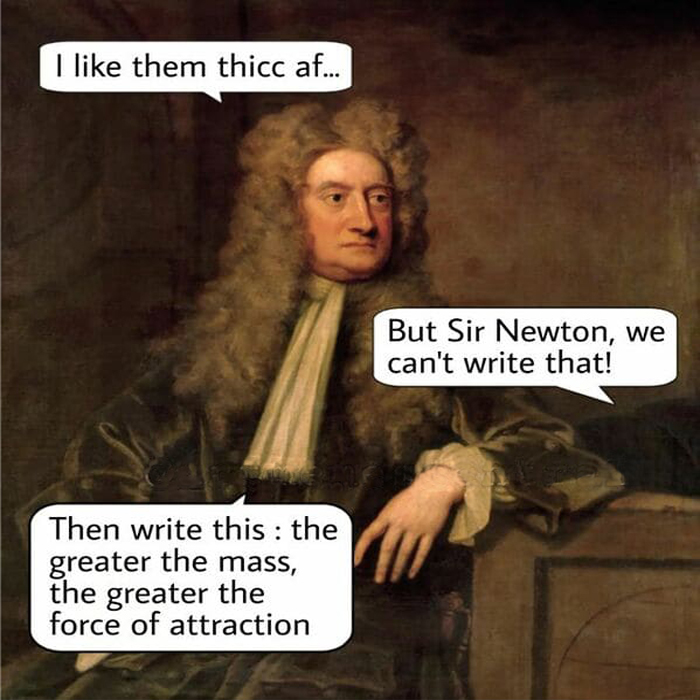 I like them thicc af...
But Sir Newton, we
can't write that!
Then write this : the
greater the mass,
the greater the
force of attraction